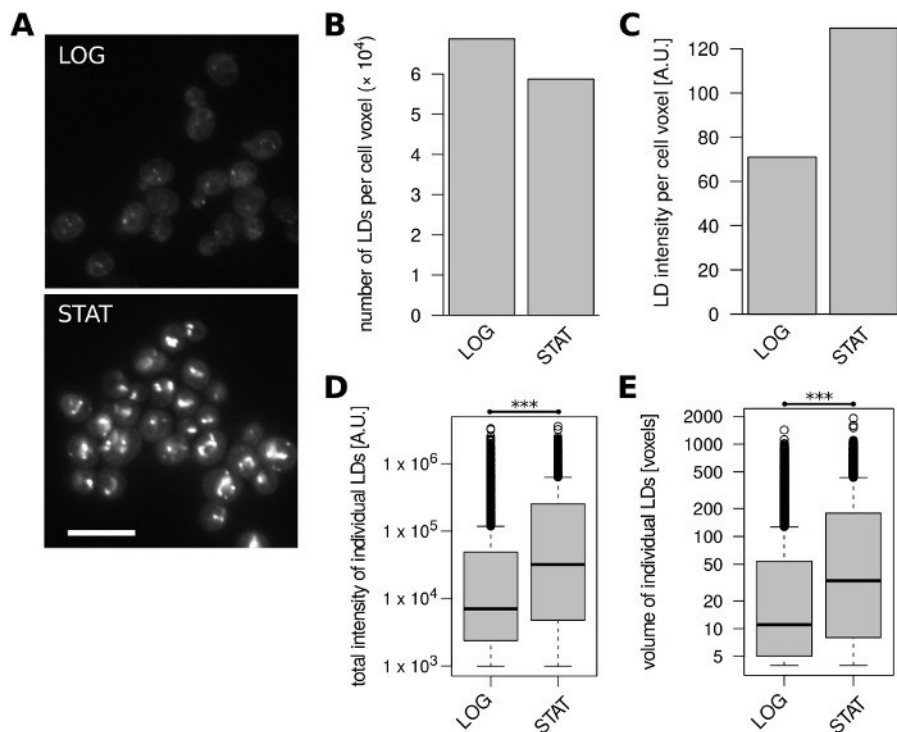 A
LOG
STAT
B
number of LDs per cell voxel (× 10⁴)
6
5
4
3
2
1
0
LOG
STAT
C
LD intensity per cell voxel [A.U.]
120
100
80
60
40
20
0
LOG
STAT
D
total intensity of individual LDs [A.U.]
***
1 x 10⁶
1 x 10⁵
1 x 10⁴
1 x 10³
LOG
STAT
E
volume of individual LDs [voxels]
***
2000
1000
500
200
100
50
20
10
5
LOG
STAT